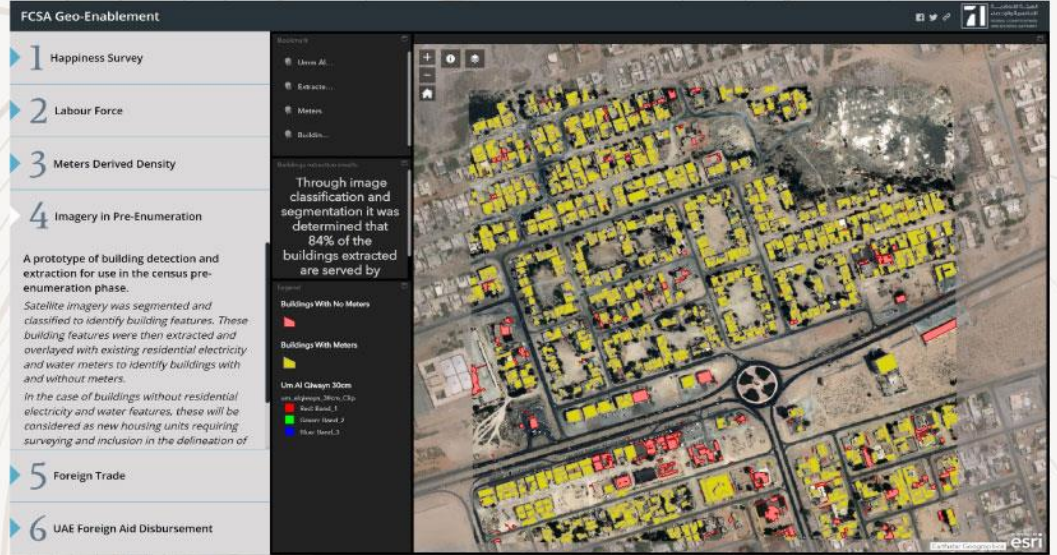 FCSA Geo-Enablement
1 Happiness Survey
2 Labour Force
3 Meters Derived Density
4 Imagery in Pre-Enumeration
A prototype of building detection and
extraction for use in the census pre-
enumeration phase.
Satellite imagery was segmented and
classified to identify building features. These
building features were then extracted and
overlayed with existing residential electricity
and water meters to identify buildings with
and without meters.
In the case of buildings without residential
electricity and water features, these will be
considered as new housing units requiring
surveying and inclusion in the delineation of
5 Foreign Trade
6 UAE Foreign Aid Disbursement
Bookmark
Umm Al...
Extracte...
Meters
Buildin...
Buildings extraction results
Through image
classification and
segmentation it was
determined that
84% of the
buildings extracted
are served by
Legend
Buildings With No Meters
Buildings With Meters
Um Al Qiwayn 30cm
Red: Band_1
Green: Band_2
Blue: Band_3
Earthstar Geographics
esri